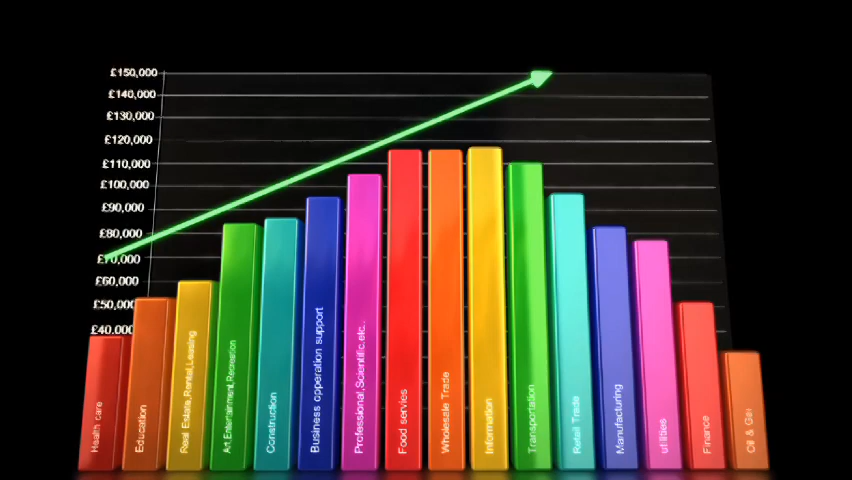 £150,000
£140,000
£130,000
£120,000
£110,000
£100,000
£90,000
£80,000
£70,000
£60,000
£50,000
£40,000
Health care
Education
Real Estate,Rental,Leasing
Art,Entertainment,Recreation
Construction
Business opperation support
Professional,Scientific,etc..
Food servies
Wholesale Trade
Information
Transportation
Retail Trade
Manufacturing
utilities
Finance
Oil & Gas